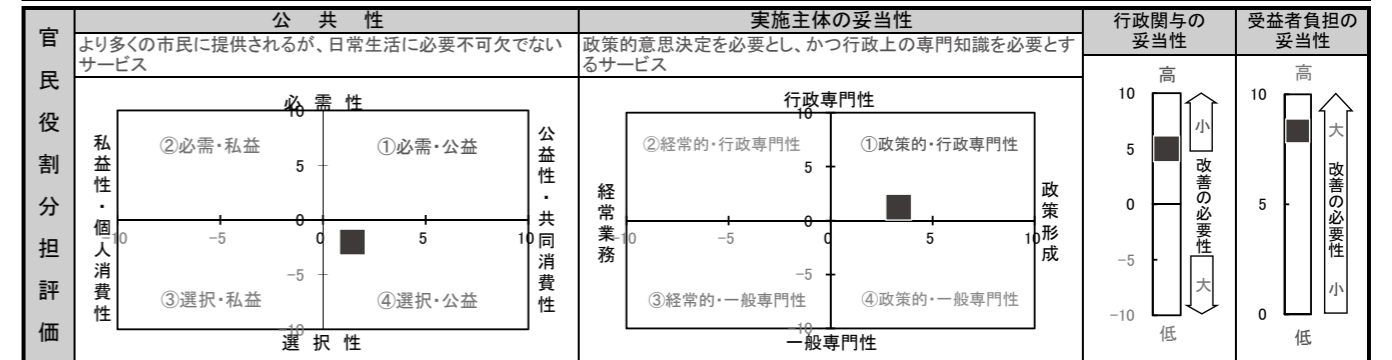 官民役割分担評価
公 共 性
より多くの市民に提供されるが、日常生活に必要不可欠でない
サービス
必 需 性
10
②必需・私益
①必需・公益
5
私益性・個人消費性
公益性・共同消費性
0
-10
-5
0
5
10
-5
③選択・私益
④選択・公益
-10
選 択 性
実施主体の妥当性
政策的意思決定を必要とし、かつ行政上の専門知識を必要とす
るサービス
行政専門性
10
②経常的・行政専門性
①政策的・行政専門性
5
経常業務
政策形成
0
-10
-5
0
5
10
-5
③経常的・一般専門性
④政策的・一般専門性
-10
一般専門性
行政関与の
妥当性
高
10
5
0
-5
-10
小
改善の必要性
大
低
受益者負担の
妥当性
高
10
5
0
大
改善の必要性
小
低